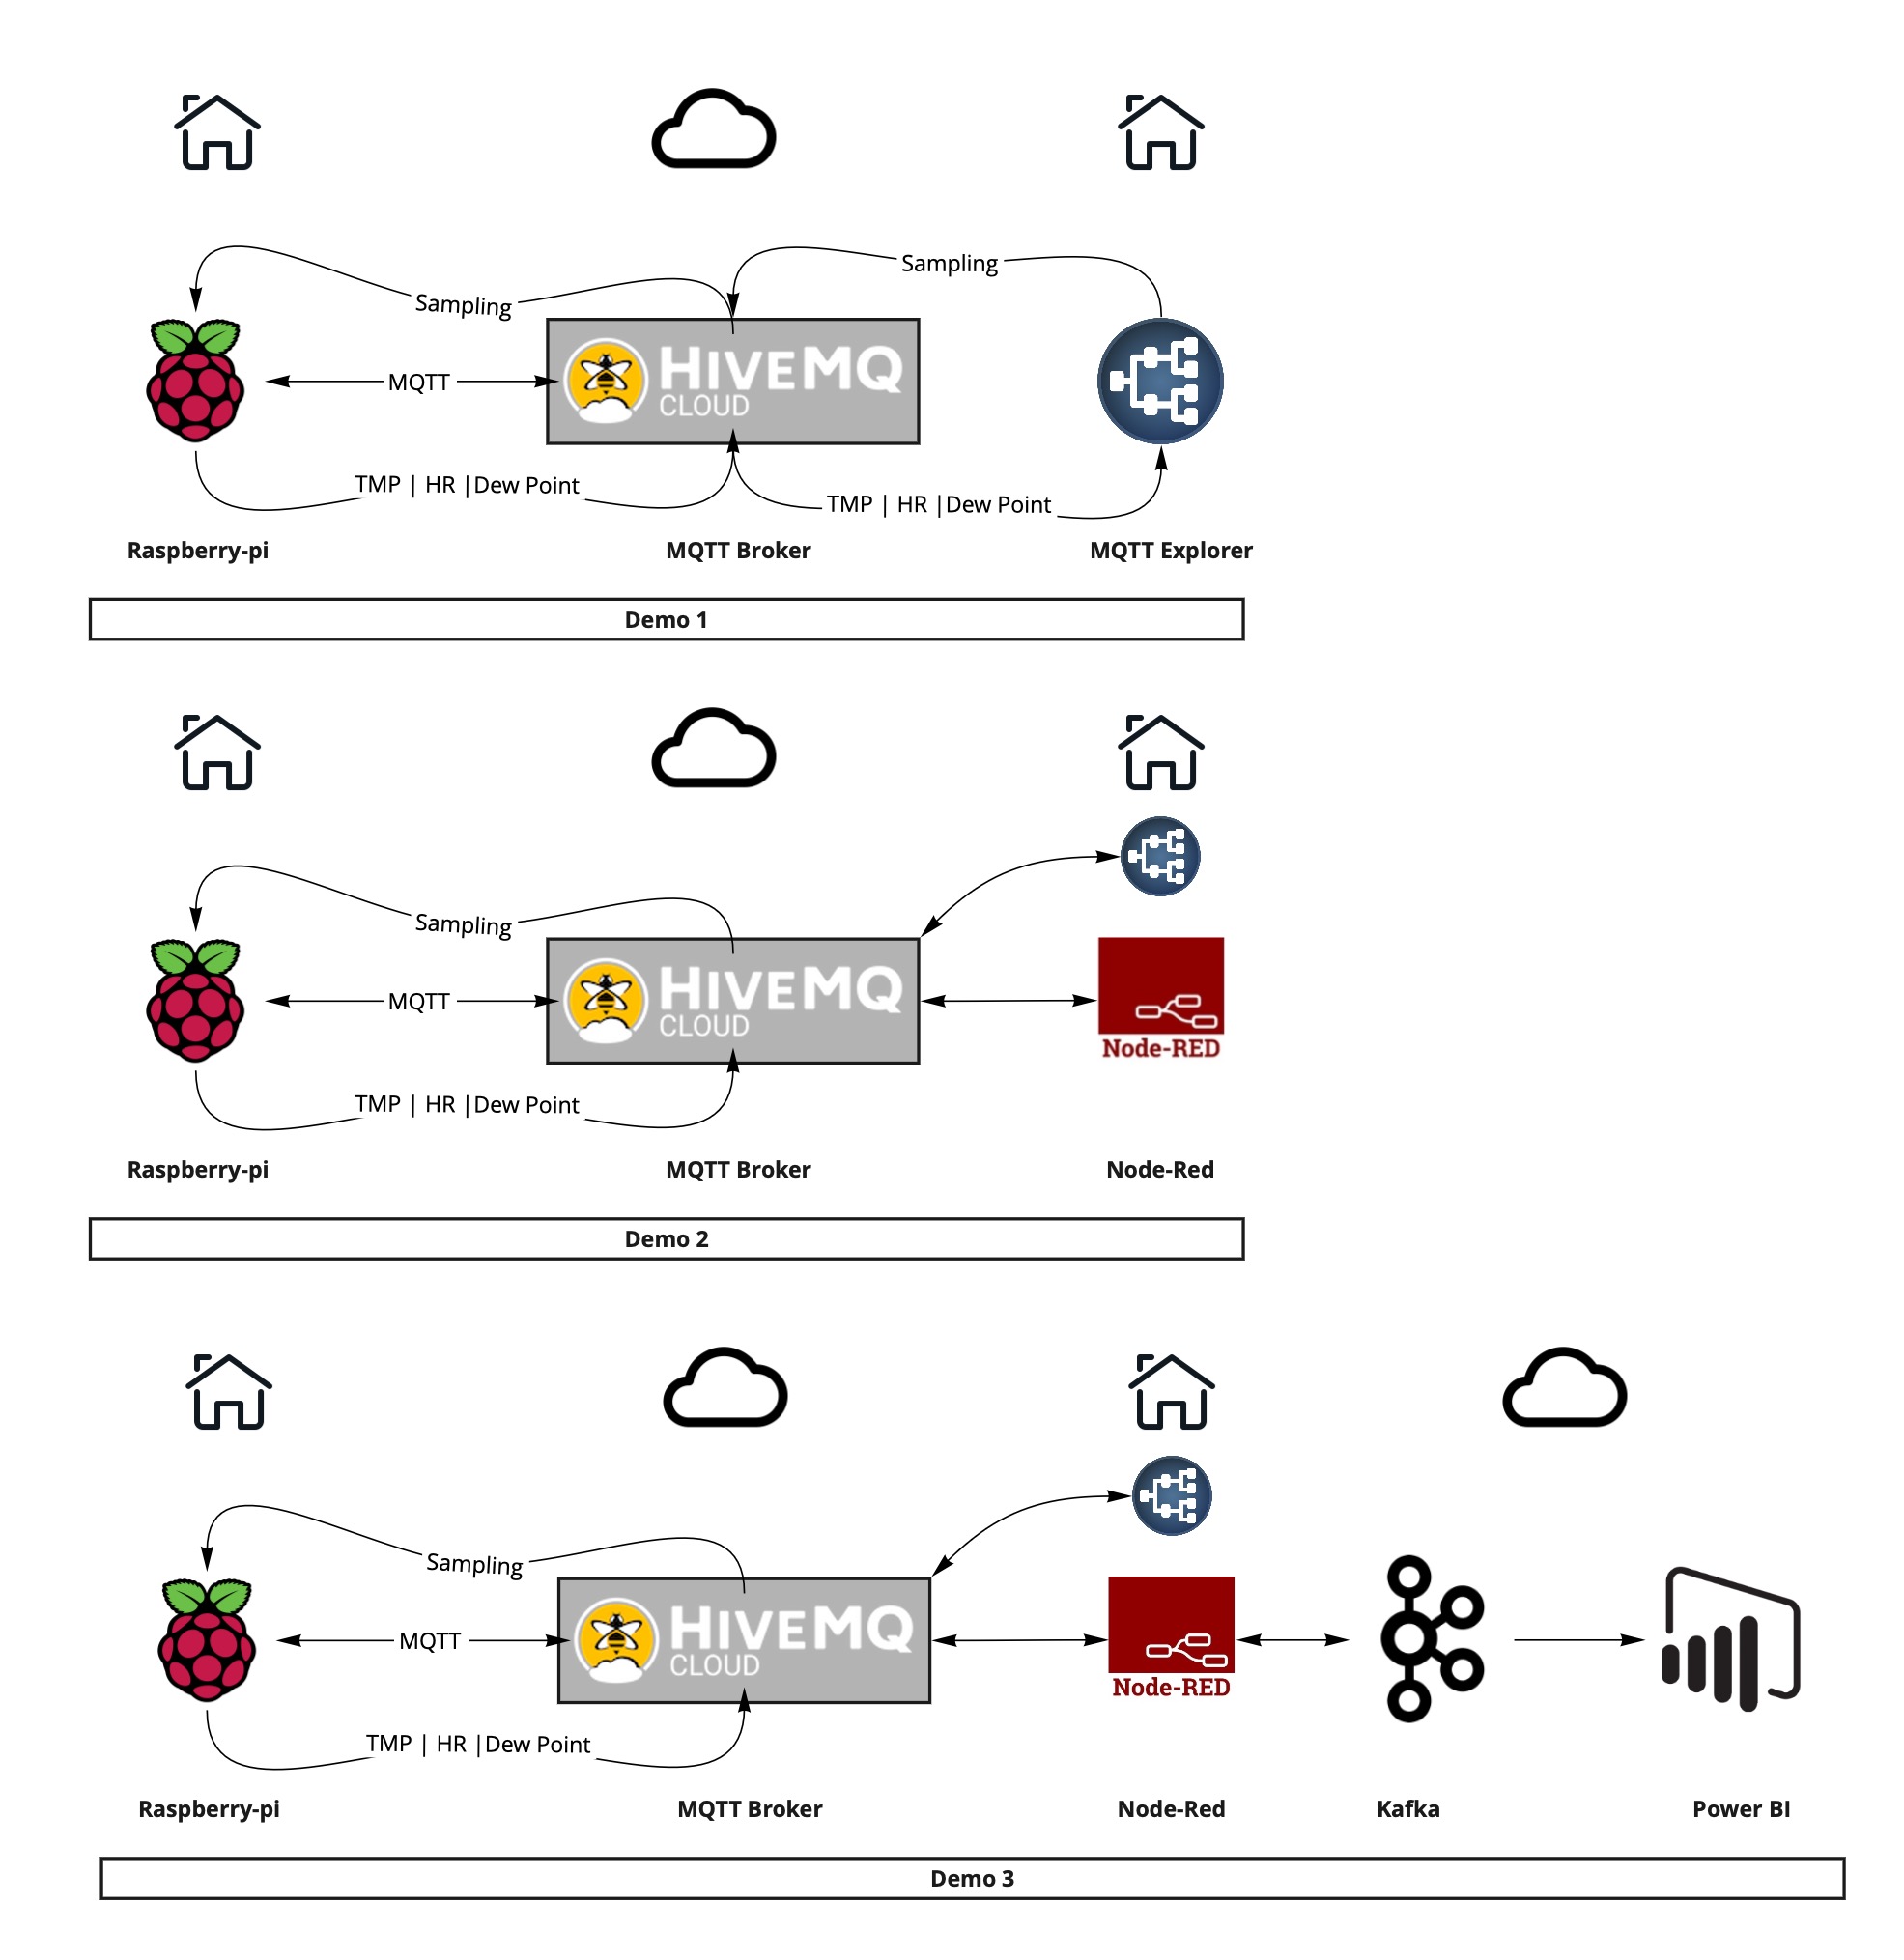 Sampling
Sampling
MQTT
HIVEMQ
CLOUD
TMP | HR |Dew Point
TMP | HR |Dew Point
Raspberry-pi
MQTT Broker
MQTT Explorer
Demo 1
Sampling
MQTT
HIVEMQ
CLOUD
Node-RED
TMP | HR |Dew Point
Raspberry-pi
MQTT Broker
Node-Red
Demo 2
Sampling
MQTT
HIVEMQ
CLOUD
Node-RED
TMP | HR |Dew Point
Raspberry-pi
MQTT Broker
Node-Red
Kafka
Power BI
Demo 3